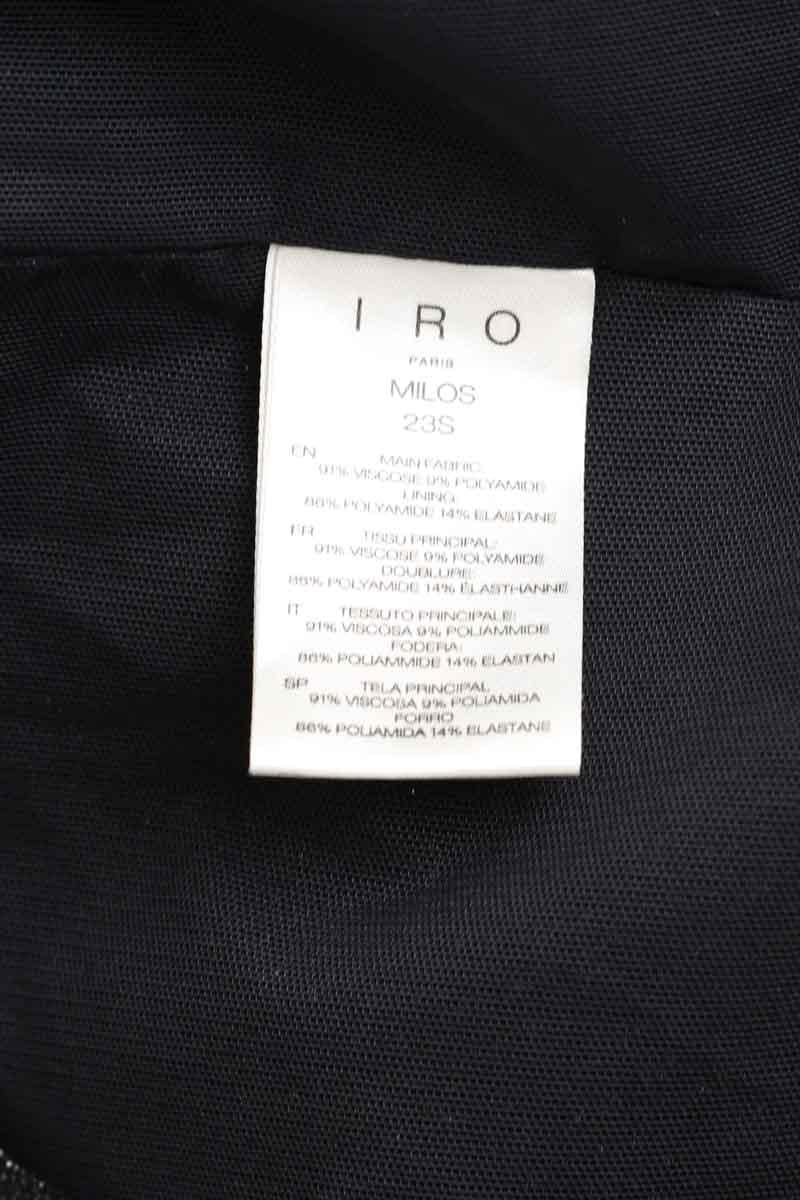 IRO
PARIS
MILOS
23S
EN MAIN FABRIC:
91% VISCOSE 9% POLYAMIDE
LINING:
86% POLYAMIDE 14% ELASTANE
FR TISSU PRINCIPAL:
91% VISCOSE 9% POLYAMIDE
DOUBLURE:
86% POLYAMIDE 14% ÉLASTHANNE
IT TESSUTO PRINCIPALE:
91% VISCOSA 9% POLIAMMIDE
FODERA:
86% POLIAMMIDE 14% ELASTAN
SP TELA PRINCIPAL
91% VISCOSA 9% POLIAMIDA
FORRO
86% POLIAMIDA 14% ELASTANE